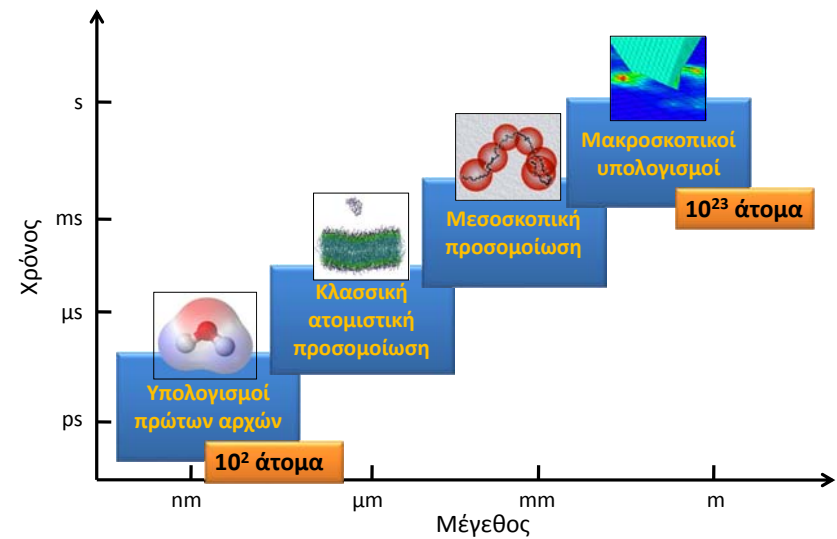 s
Μακροσκοπικοί
υπολογισμοί
10²³ άτομα
ms
Μεσοσκοπική
προσομοίωση
Χρόνος
μs
Κλασσική
ατομιστική
προσομοίωση
ps
Υπολογισμοί
πρώτων αρχών
10² άτομα
nm
μm
mm
m
Μέγεθος